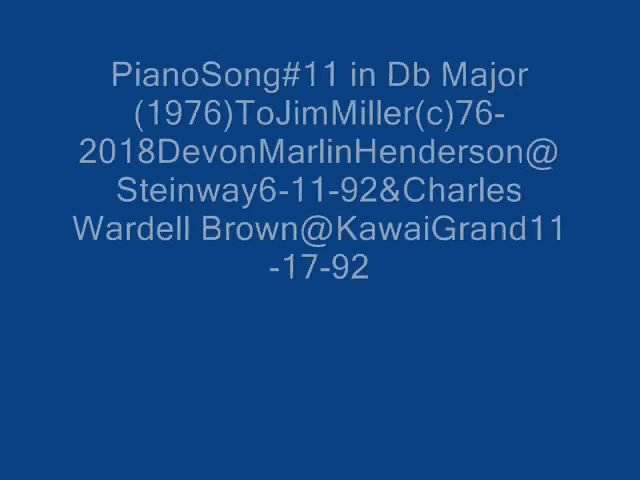 PianoSong#11 in Db Major
(1976)ToJimMiller(c)76-
2018DevonMarlinHenderson@
Steinway6-11-92&Charles
Wardell Brown@KawaiGrand11
-17-92